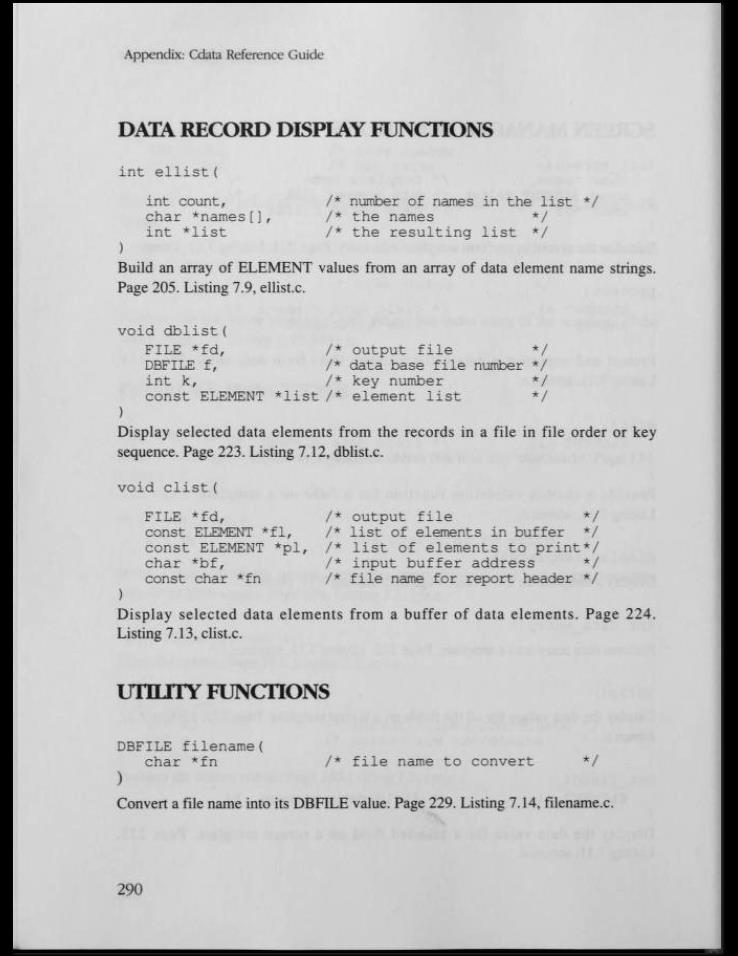 Appendix: Cdata Reference Guide
DATA RECORD DISPLAY FUNCTIONS
int ellist(
int count, /* number of names in the list */
char *names[], /* the names */
int *list /* the resulting list */
)
Build an array of ELEMENT values from an array of data element name strings.
Page 205. Listing 7.9, ellist.c.
void dblist(
FILE *fd, /* output file */
DBFILE f, /* data base file number */
int k, /* key number */
const ELEMENT *list /* element list */
)
Display selected data elements from the records in a file in file order or key
sequence. Page 223. Listing 7.12, dblist.c.
void clist(
FILE *fd, /* output file */
const ELEMENT *fl, /* list of elements in buffer */
const ELEMENT *pl, /* list of elements to print*/
char *bf, /* input buffer address */
const char *fn /* file name for report header */
)
Display selected data elements from a buffer of data elements. Page 224.
Listing 7.13, clist.c.
UTILITY FUNCTIONS
DBFILE filename(
char *fn /* file name to convert */
)
Convert a file name into its DBFILE value. Page 229. Listing 7.14, filename.c.
290